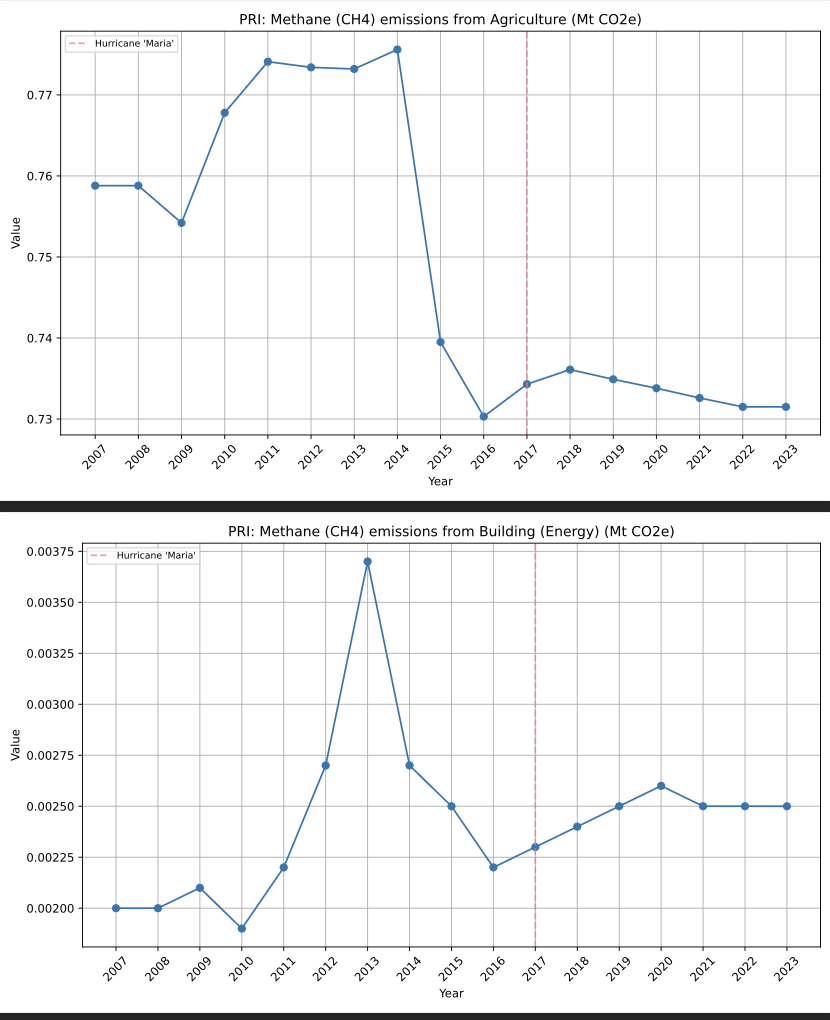 PRI: Methane (CH4) emissions from Agriculture (Mt CO2e)
Hurricane 'Maria'
0.77
0.76
0.75
0.74
0.73
Value
2007 2008 2009 2010 2011 2012 2013 2014 2015 2016 2017 2018 2019 2020 2021 2022 2023
Year
PRI: Methane (CH4) emissions from Building (Energy) (Mt CO2e)
Hurricane 'Maria'
0.00375
0.00350
0.00325
0.00300
0.00275
0.00250
0.00225
0.00200
Value
2007 2008 2009 2010 2011 2012 2013 2014 2015 2016 2017 2018 2019 2020 2021 2022 2023
Year